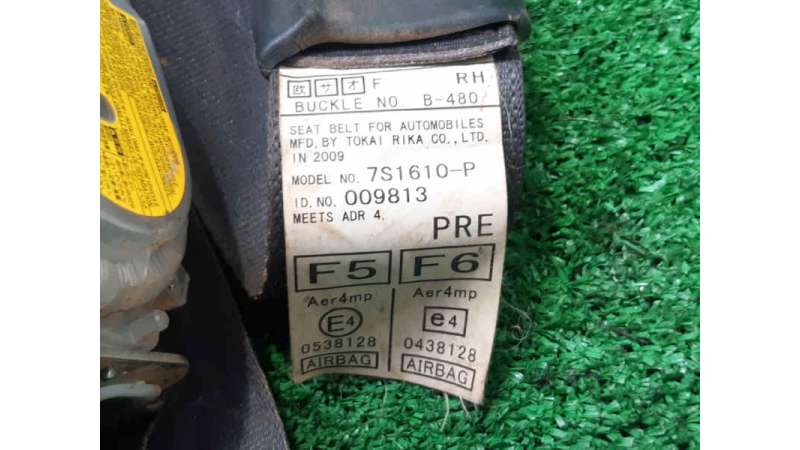 欧 サ オ F RH
BUCKLE NO. B-480
SEAT BELT FOR AUTOMOBILES
MFD. BY TOKAI RIKA CO., LTD.
IN 2009
MODEL NO. 7S1610-P
ID. NO. 009813
MEETS ADR 4.
PRE
F5 F6
Aer4mp Aer4mp
E4 e4
0538128 0438128
AIRBAG AIRBAG